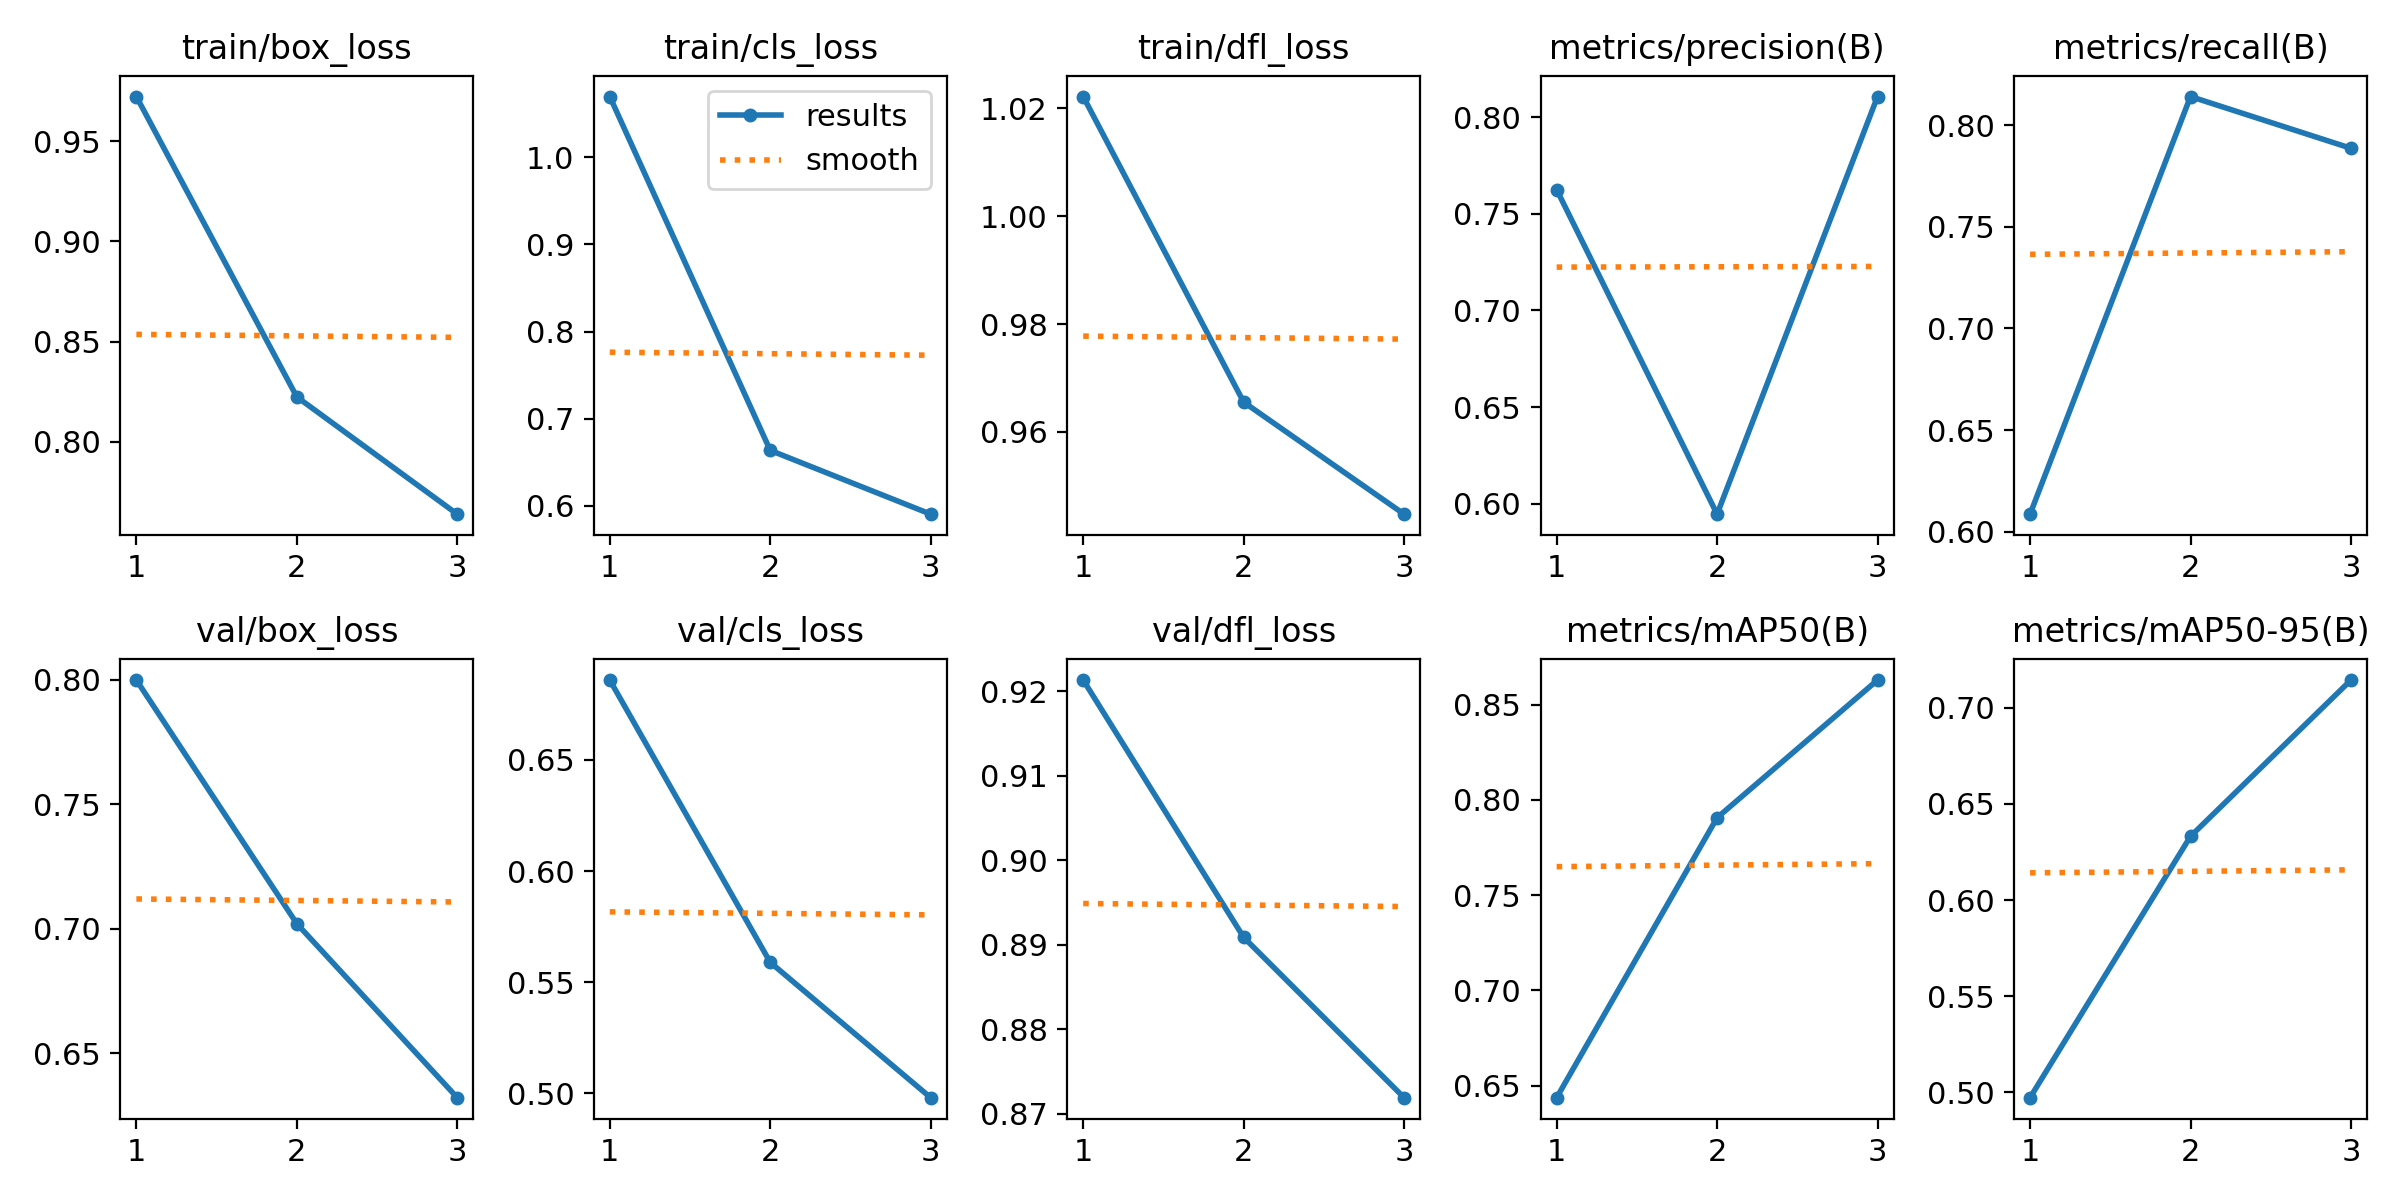 train/box_loss
0.95
0.90
0.85
0.80
1 2 3
train/cls_loss
results
smooth
1.0
0.9
0.8
0.7
0.6
1 2 3
train/dfl_loss
1.02
1.00
0.98
0.96
1 2 3
metrics/precision(B)
0.80
0.75
0.70
0.65
0.60
1 2 3
metrics/recall(B)
0.80
0.75
0.70
0.65
0.60
1 2 3
val/box_loss
0.80
0.75
0.70
0.65
1 2 3
val/cls_loss
0.65
0.60
0.55
0.50
1 2 3
val/dfl_loss
0.92
0.91
0.90
0.89
0.88
0.87
1 2 3
metrics/mAP50(B)
0.85
0.80
0.75
0.70
0.65
1 2 3
metrics/mAP50-95(B)
0.70
0.65
0.60
0.55
0.50
1 2 3